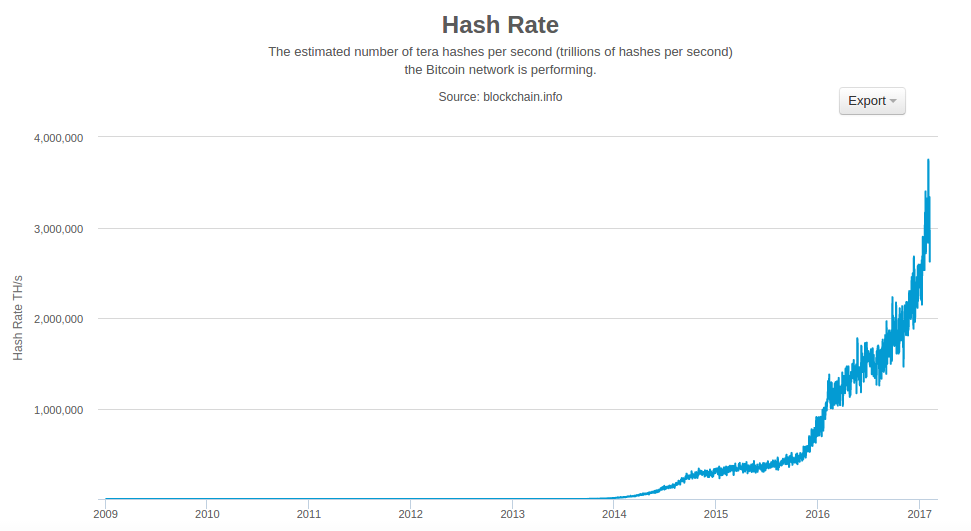 Hash Rate
The estimated number of tera hashes per second (trillions of hashes per second)
the Bitcoin network is performing.
Source: blockchain.info
Export
4,000,000
3,000,000
2,000,000
1,000,000
Hash Rate TH/s
2009 2010 2011 2012 2013 2014 2015 2016 2017